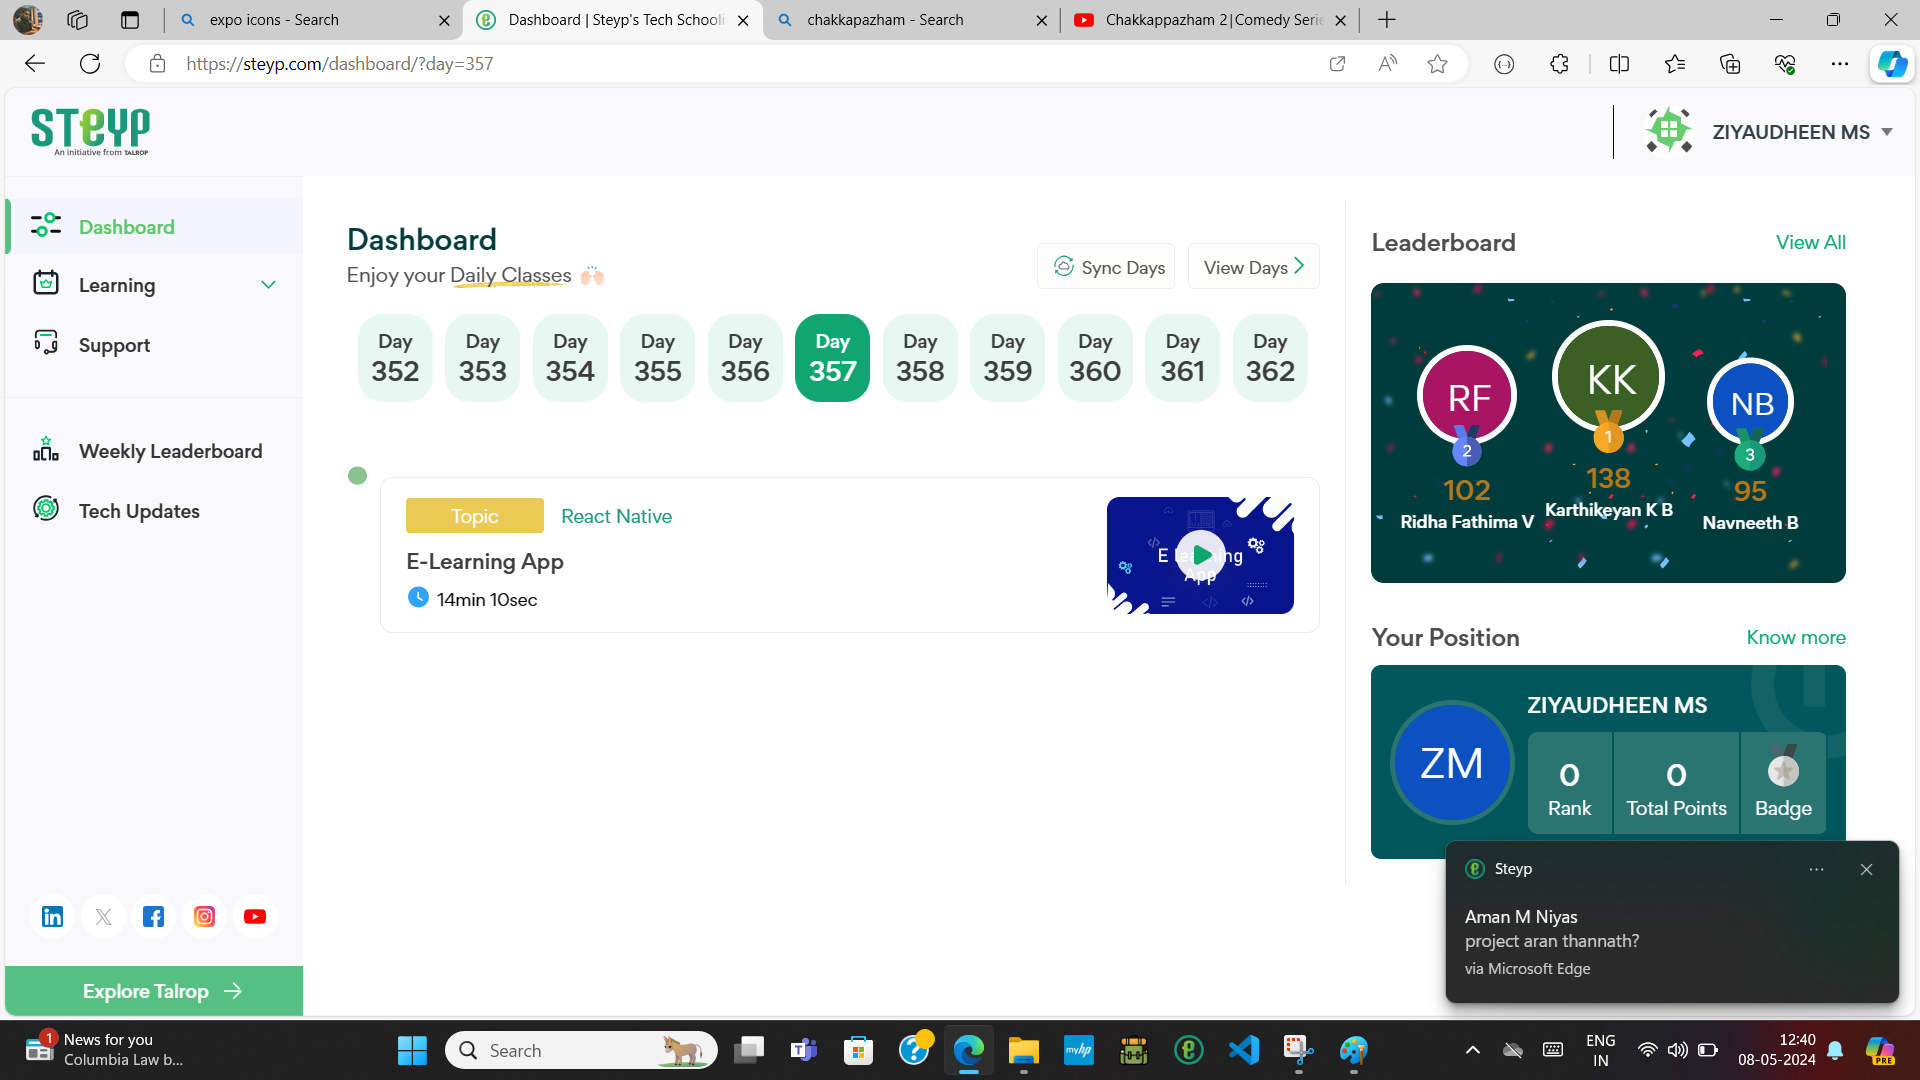 expo icons - Search
Dashboard | Steyp's Tech Schooli
chakkapazham - Search
Chakkappazham 2|Comedy Serie
https://steyp.com/dashboard/?day=357
STEYP
An initiative from TALROP
ZIYAUDHEEN MS
Dashboard
Learning
Support
Weekly Leaderboard
Tech Updates
Explore Talrop
Dashboard
Enjoy your Daily Classes
Sync Days
View Days
Day 352
Day 353
Day 354
Day 355
Day 356
Day 357
Day 358
Day 359
Day 360
Day 361
Day 362
Topic
React Native
E-Learning App
14min 10sec
E learning
App
Leaderboard
View All
RF
2
102
Ridha Fathima V
KK
1
138
Karthikeyan K B
NB
3
95
Navneeth B
Your Position
Know more
ZM
ZIYAUDHEEN MS
0
Rank
0
Total Points
Badge
Steyp
Aman M Niyas
project aran thannath?
via Microsoft Edge
1
News for you
Columbia Law b...
Search
myhp
ENG
IN
12:40
08-05-2024
PRE